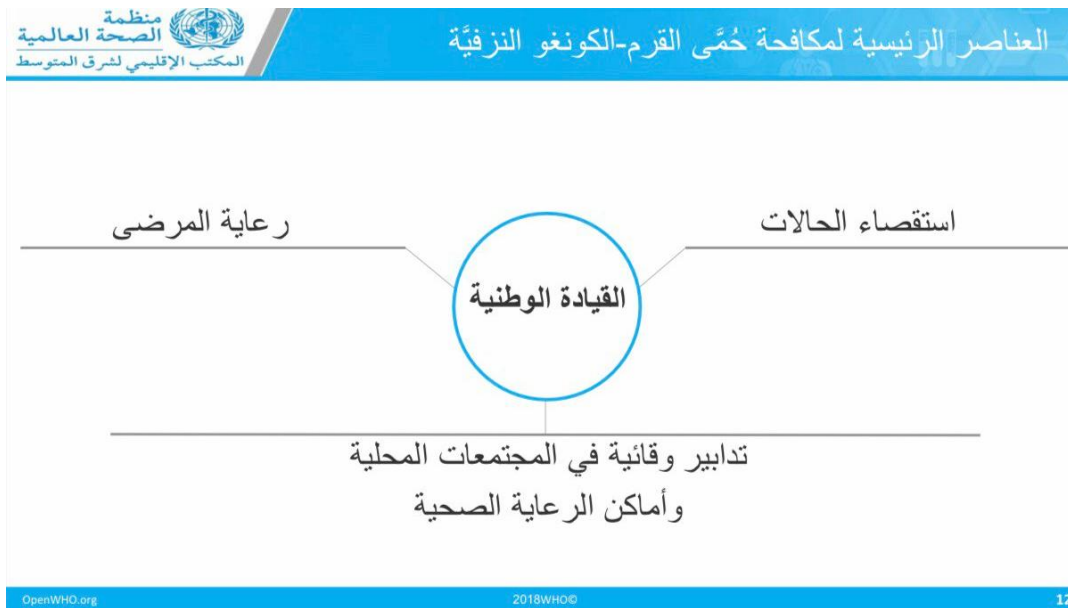 العناصر الرئيسية لمكافحة حُمَّى القرم-الكونغو النزفيَّة
منظمة
الصحة العالمية
المكتب الإقليمي لشرق المتوسط
استقصاء الحالات
رعاية المرضى
القيادة الوطنية
تدابير وقائية في المجتمعات المحلية
وأماكن الرعاية الصحية
OpenWHO.org
2018WHO©
12